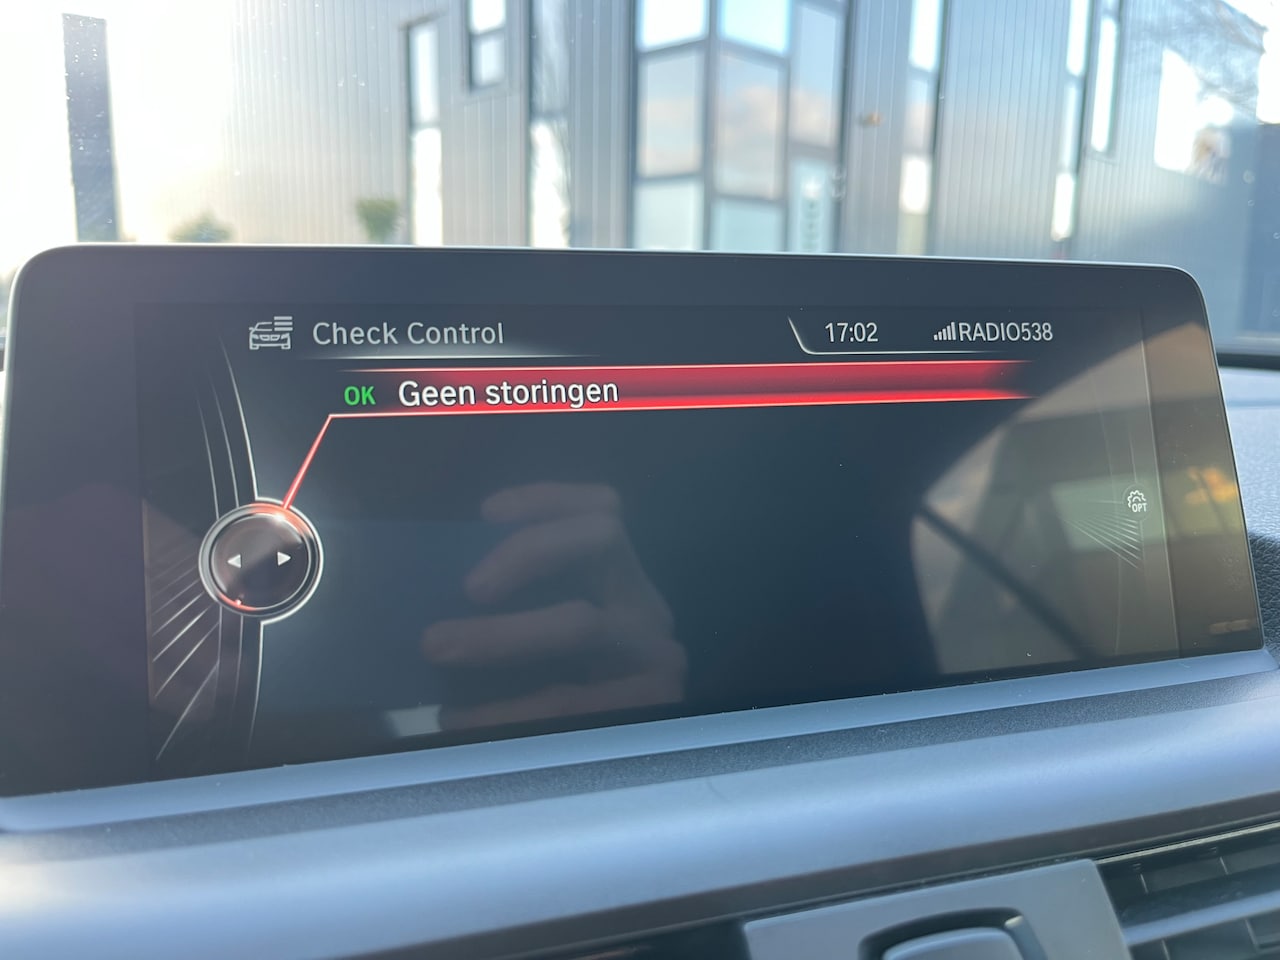 Check Control
17:02
RADIO538
OK Geen storingen
OPT